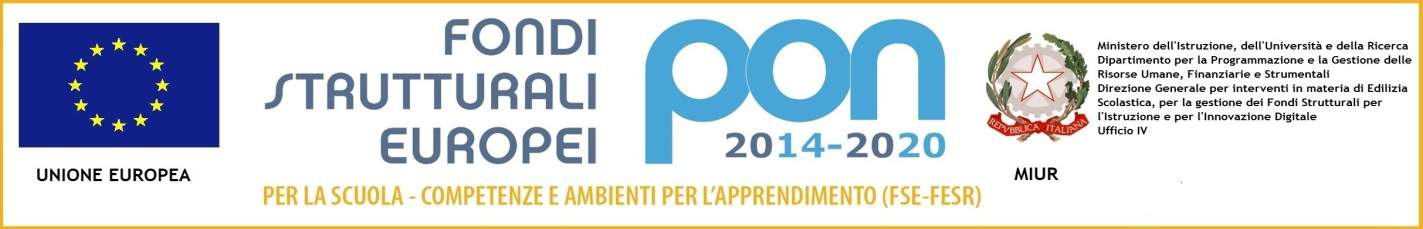 UNIONE EUROPEA
FONDI
STRUTTURALI
EUROPEI
pon
2014-2020
PER LA SCUOLA - COMPETENZE E AMBIENTI PER L'APPRENDIMENTO (FSE-FESR)
REPVBBLICA ITALIANA
MIUR
Ministero dell'Istruzione, dell'Università e della Ricerca
Dipartimento per la Programmazione e la Gestione delle
Risorse Umane, Finanziarie e Strumentali
Direzione Generale per interventi in materia di Edilizia
Scolastica, per la gestione dei Fondi Strutturali per
l'Istruzione e per l'Innovazione Digitale
Ufficio IV